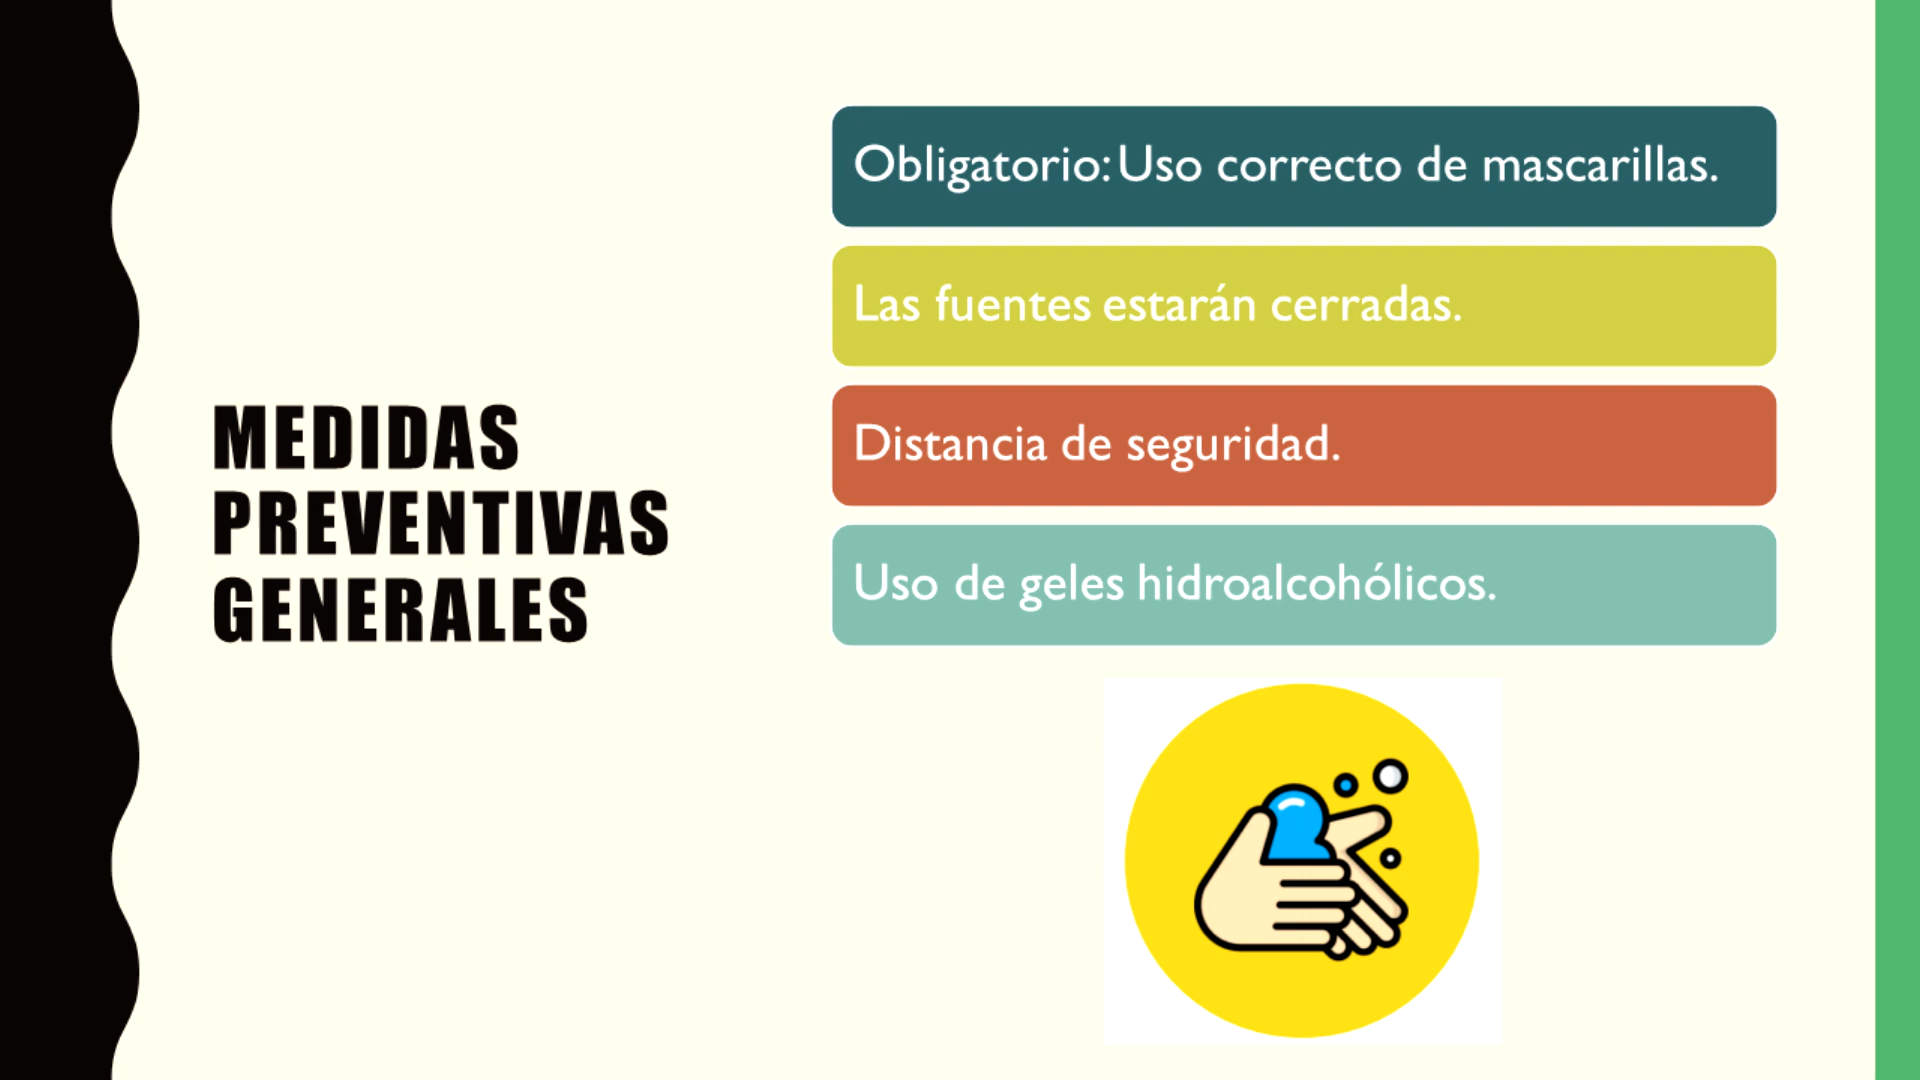 MEDIDAS
PREVENTIVAS
GENERALES
Obligatorio: Uso correcto de mascarillas.
Las fuentes estarán cerradas.
Distancia de seguridad.
Uso de geles hidroalcohólicos.